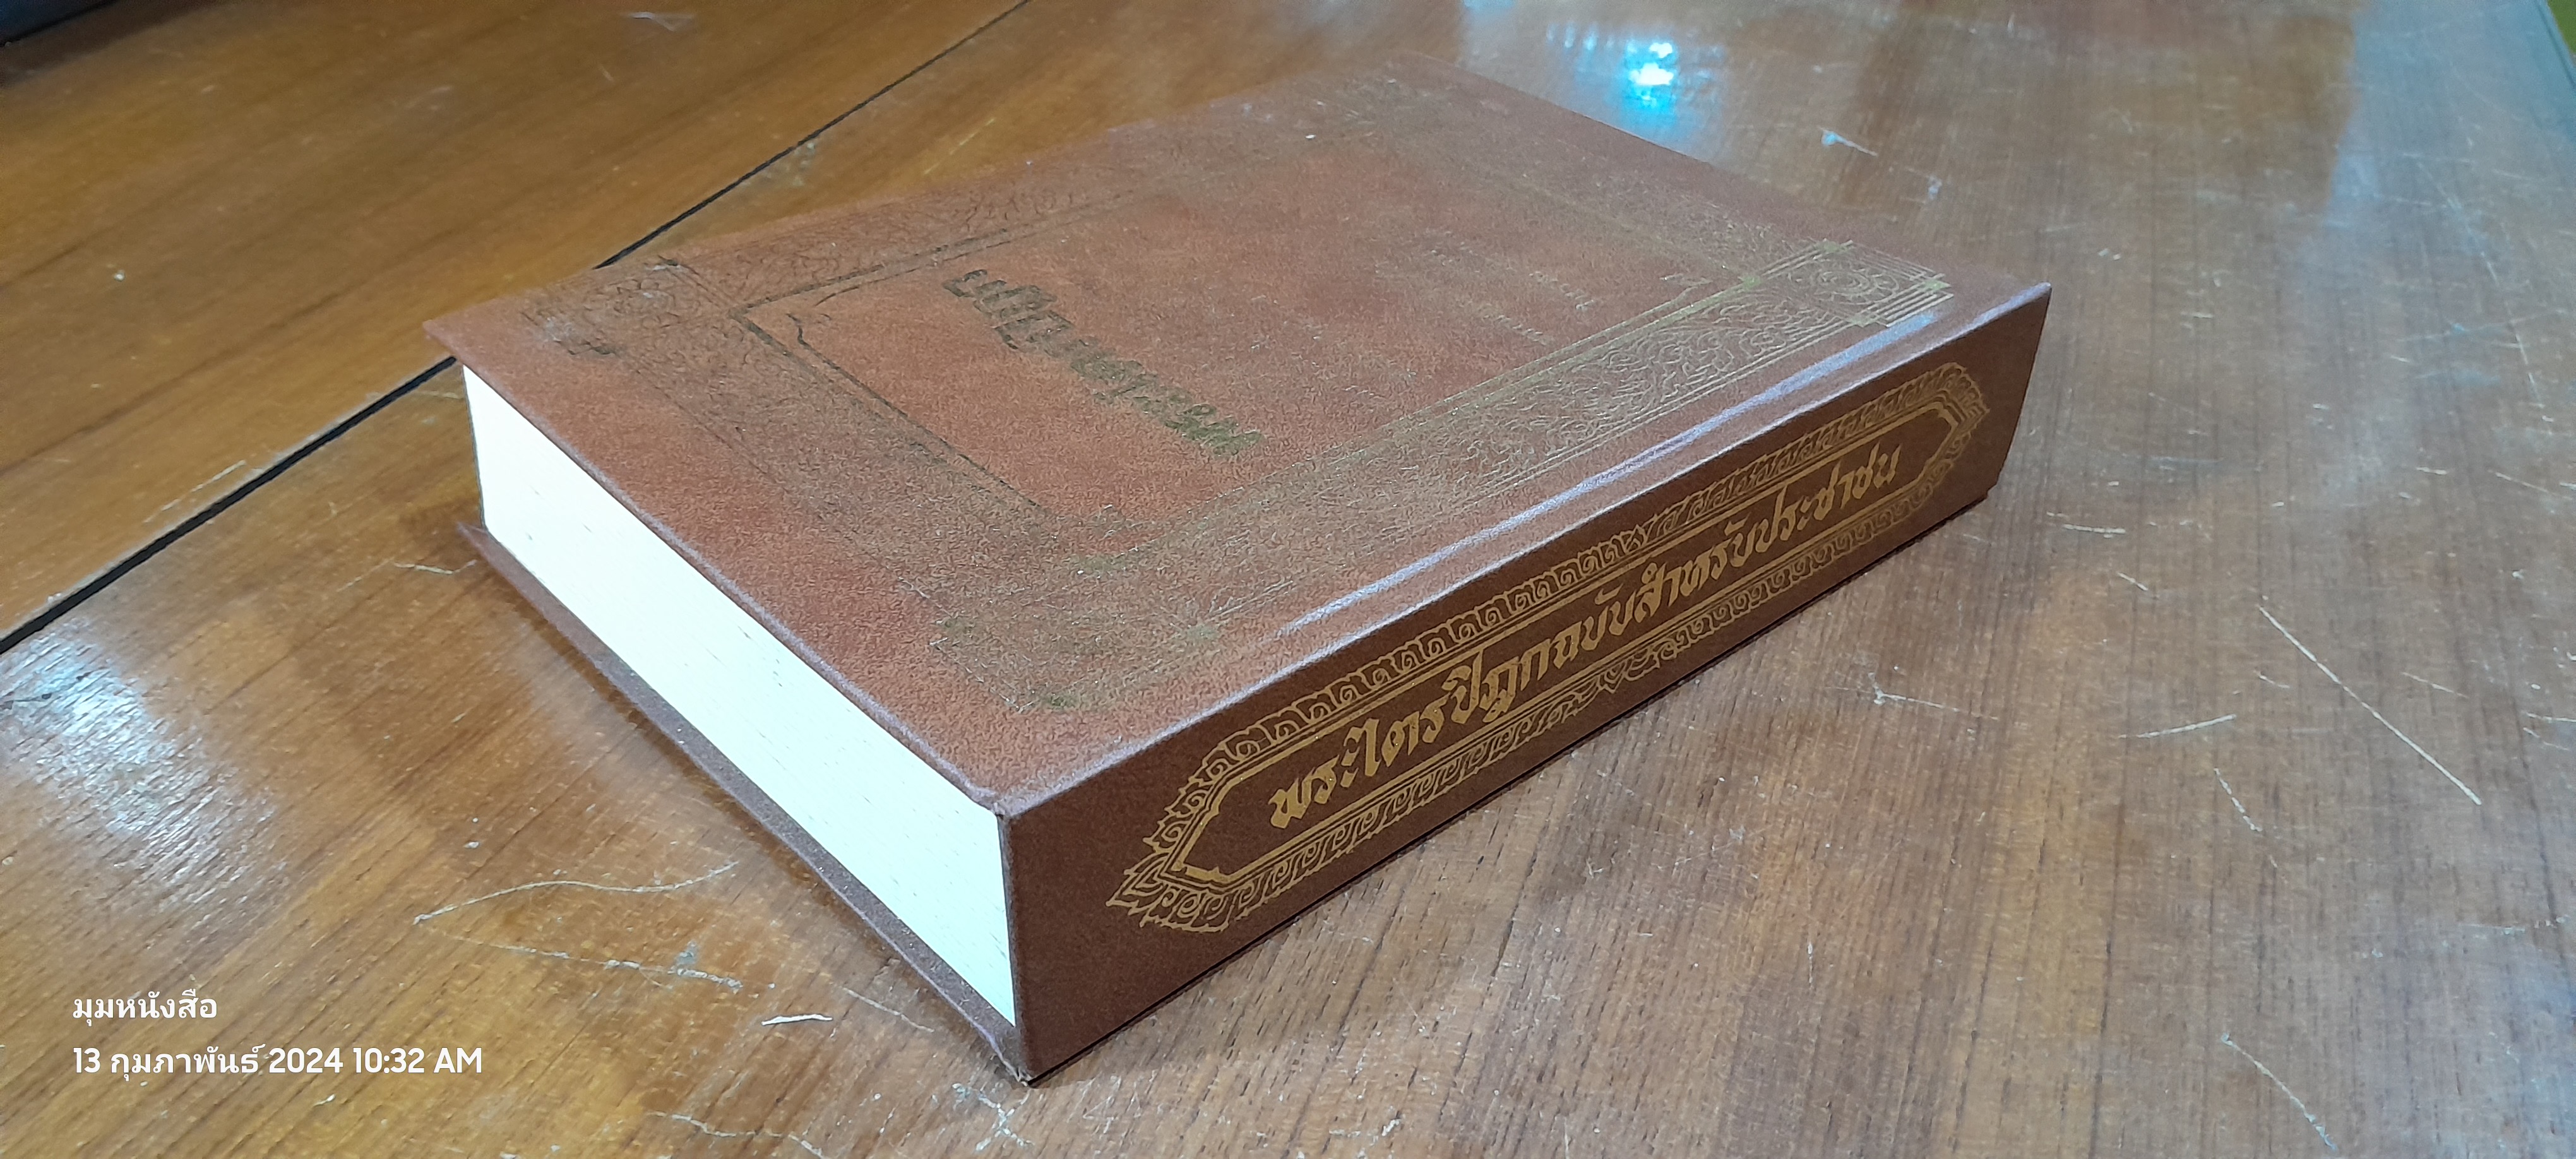 พระไตรปิฎกฉบับสำหรับประชาชน
มุมหนังสือ
13 กุมภาพันธ์ 2024 10:32 AM